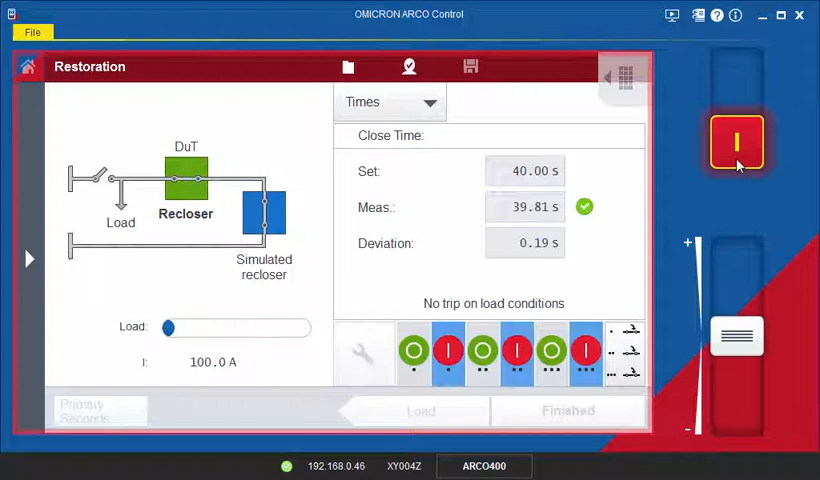 OMICRON ARCO Control
File
Restoration
Times
Close Time:
DuT
Set: 40.00 s
Load
Recloser
Meas.: 39.81 s
Deviation: 0.19 s
Simulated
recloser
No trip on load conditions
Load:
I: 100.0 A
Primary
Seconds
Load
Finished
192.168.0.46 XY004Z ARCO400